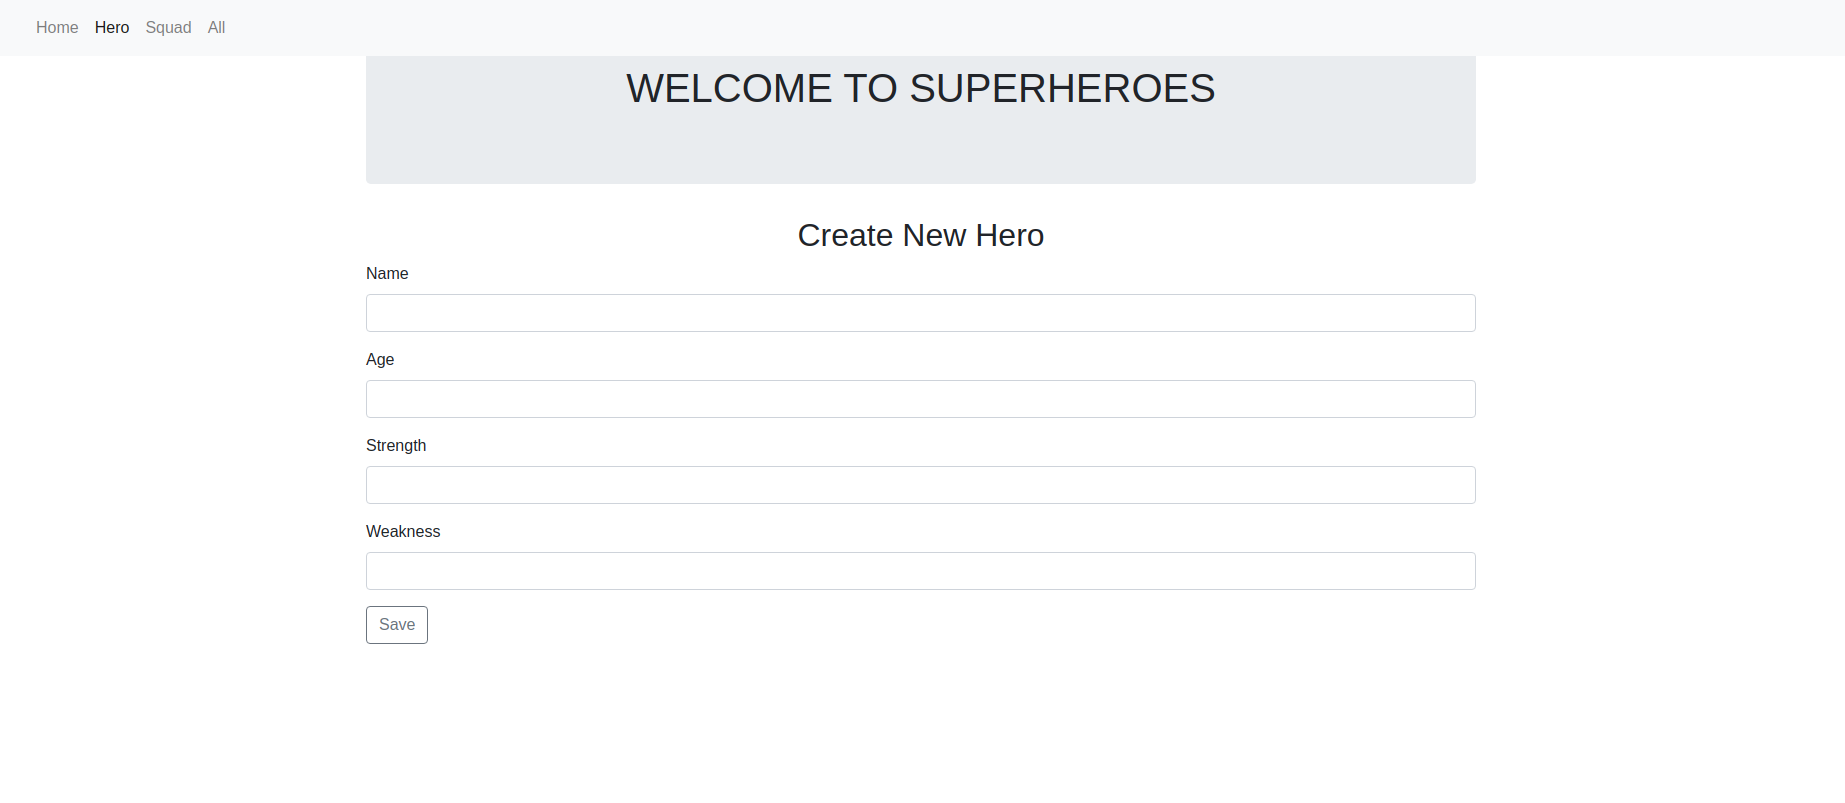 Home Hero Squad All
WELCOME TO SUPERHEROES
Create New Hero
Name
Age
Strength
Weakness
Save